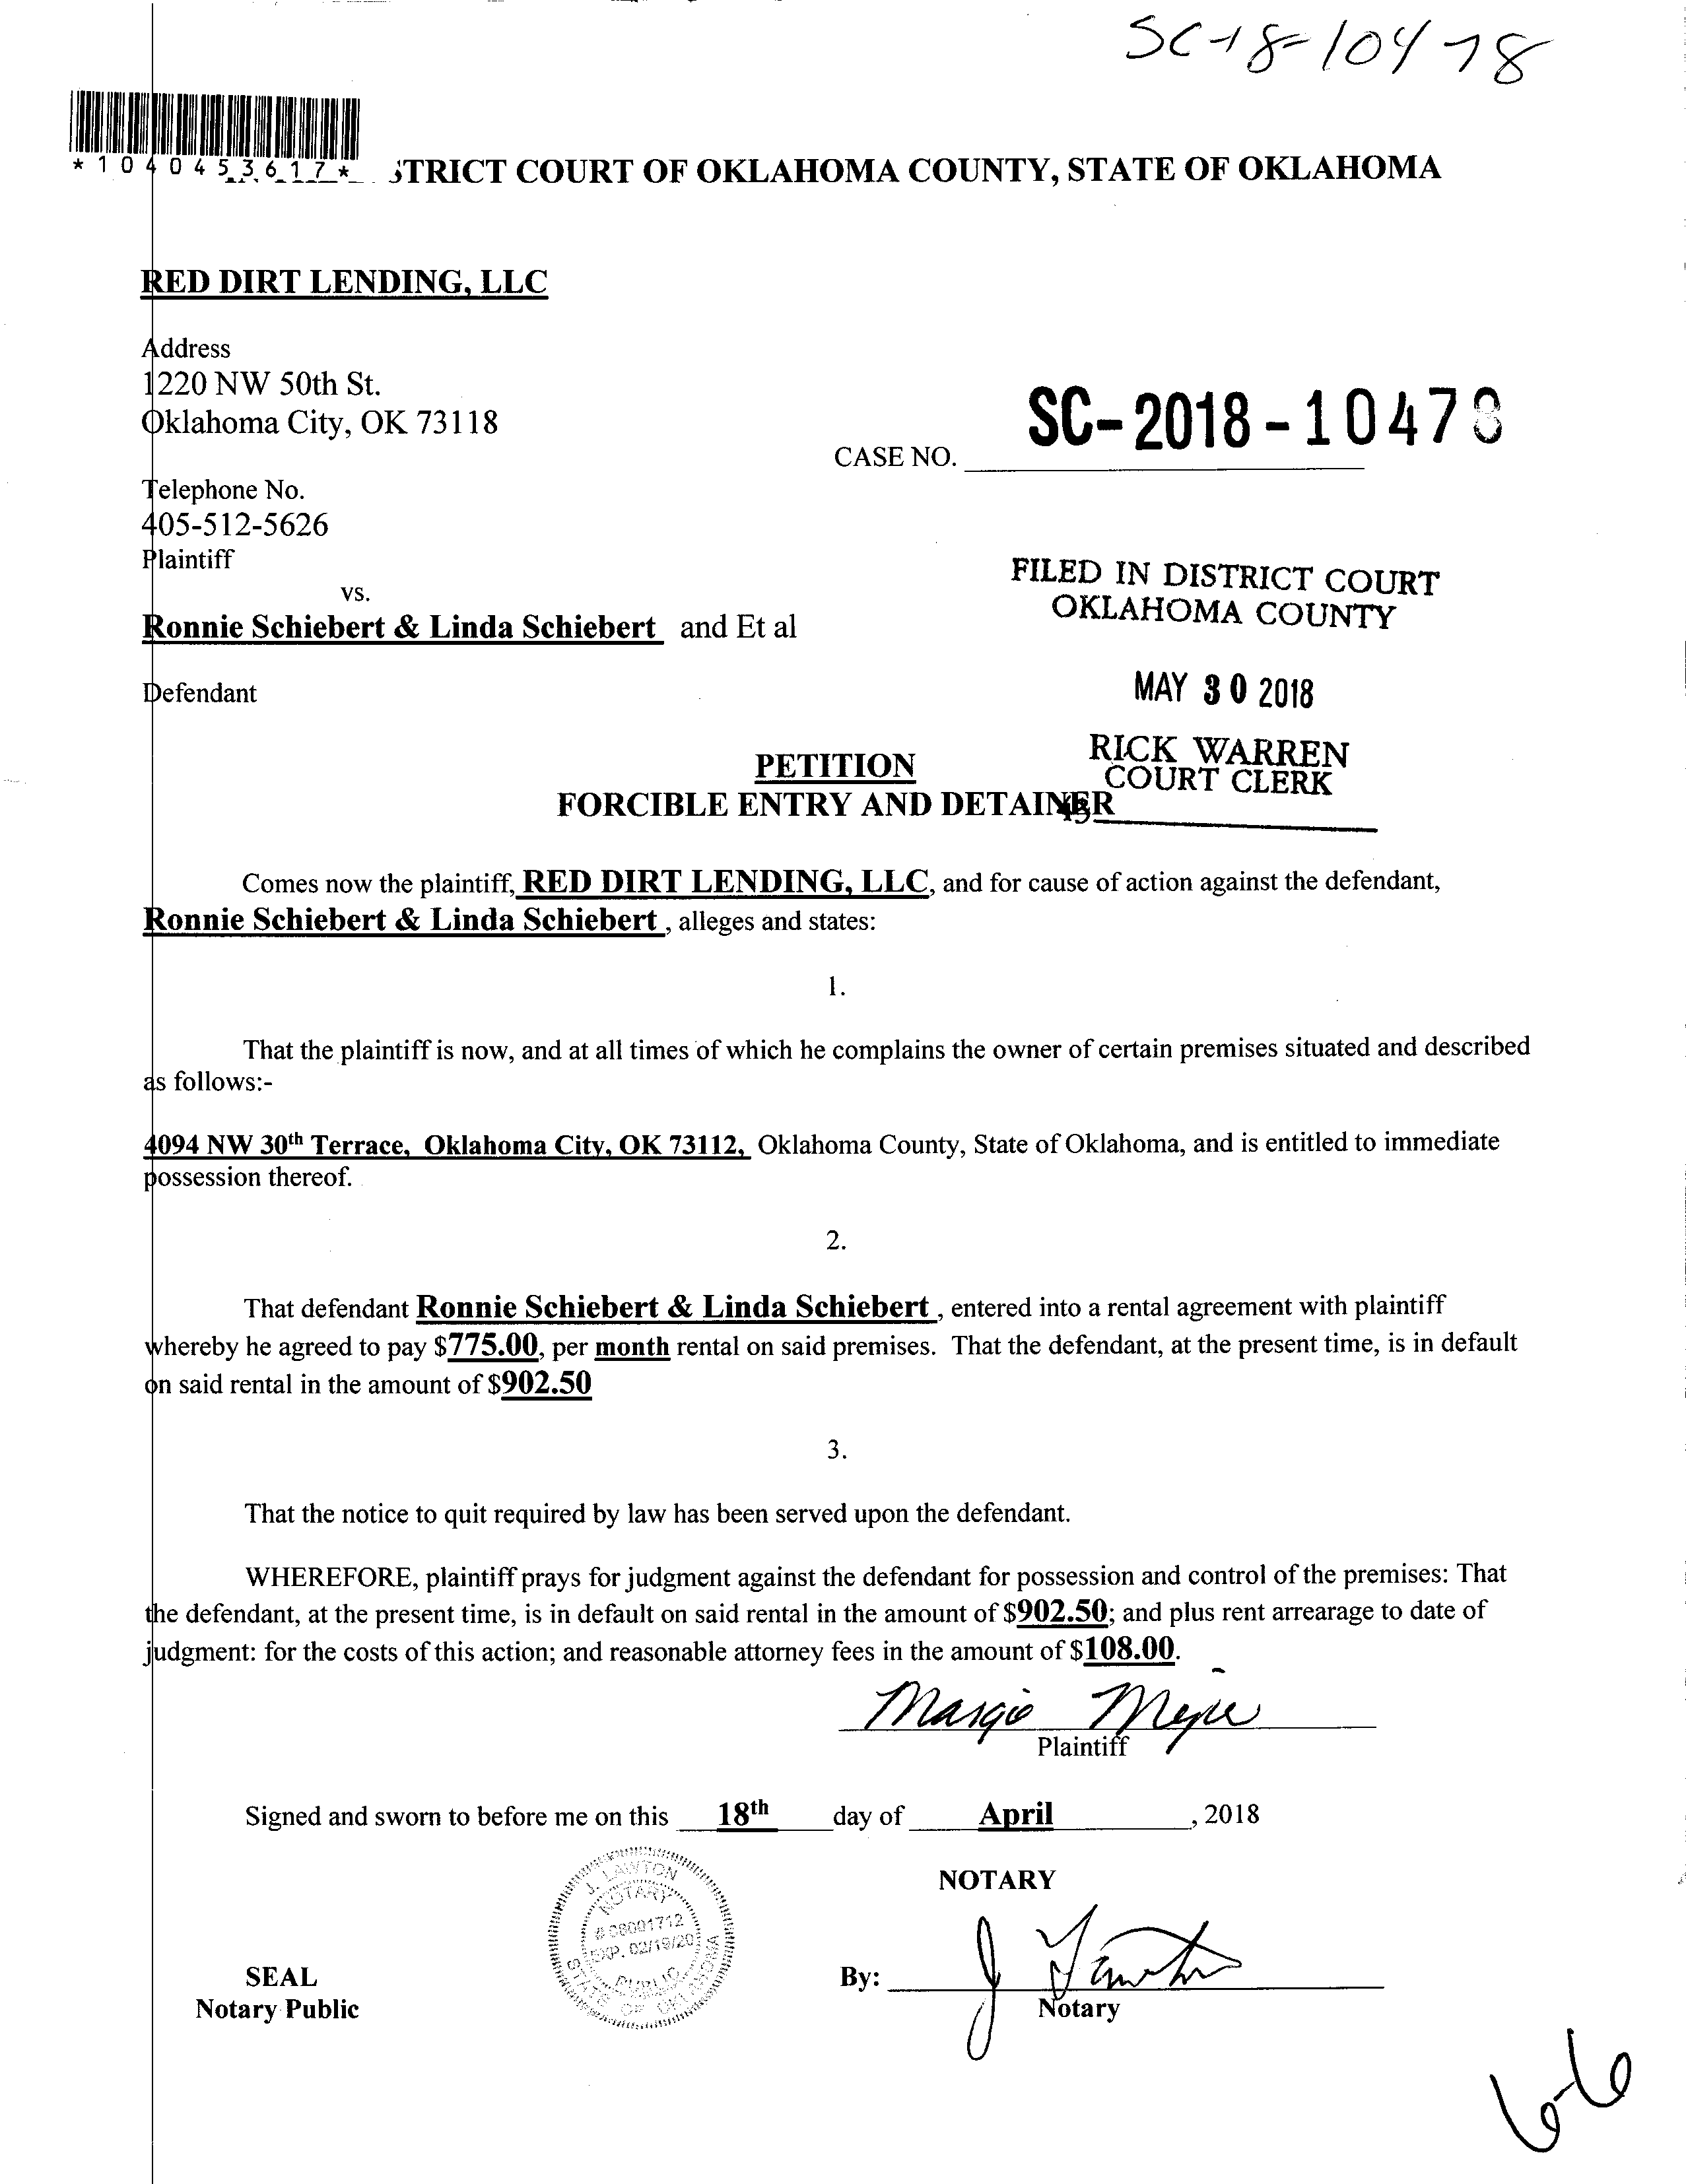 SC-18-10478
*1040453617*
STRICT COURT OF OKLAHOMA COUNTY, STATE OF OKLAHOMA
RED DIRT LENDING, LLC
Address
1220 NW 50th St.
Oklahoma City, OK 73118
CASE NO. SC-2018-10478
Telephone No.
405-512-5626
Plaintiff
vs.
Ronnie Schiebert & Linda Schiebert and Et al
Defendant
FILED IN DISTRICT COURT
OKLAHOMA COUNTY
MAY 30 2018
RICK WARREN
COURT CLERK
PETITION
FORCIBLE ENTRY AND DETAINER
Comes now the plaintiff, RED DIRT LENDING, LLC, and for cause of action against the defendant,
Ronnie Schiebert & Linda Schiebert , alleges and states:
1.
That the plaintiff is now, and at all times of which he complains the owner of certain premises situated and described
as follows:-
4094 NW 30th Terrace, Oklahoma City, OK 73112, Oklahoma County, State of Oklahoma, and is entitled to immediate
possession thereof.
2.
That defendant Ronnie Schiebert & Linda Schiebert , entered into a rental agreement with plaintiff
whereby he agreed to pay $775.00, per month rental on said premises. That the defendant, at the present time, is in default
on said rental in the amount of $902.50
3.
That the notice to quit required by law has been served upon the defendant.
WHEREFORE, plaintiff prays for judgment against the defendant for possession and control of the premises: That
the defendant, at the present time, is in default on said rental in the amount of $902.50; and plus rent arrearage to date of
judgment: for the costs of this action; and reasonable attorney fees in the amount of $108.00.
Margie
Plaintiff
Signed and sworn to before me on this 18th day of April , 2018
J. LAWTON
NOTARY
# 08001712
EXP. 02/19/20
PUBLIC
STATE OF OKLAHOMA
NOTARY
SEAL
Notary Public
By: J Lawton
Notary
6-6